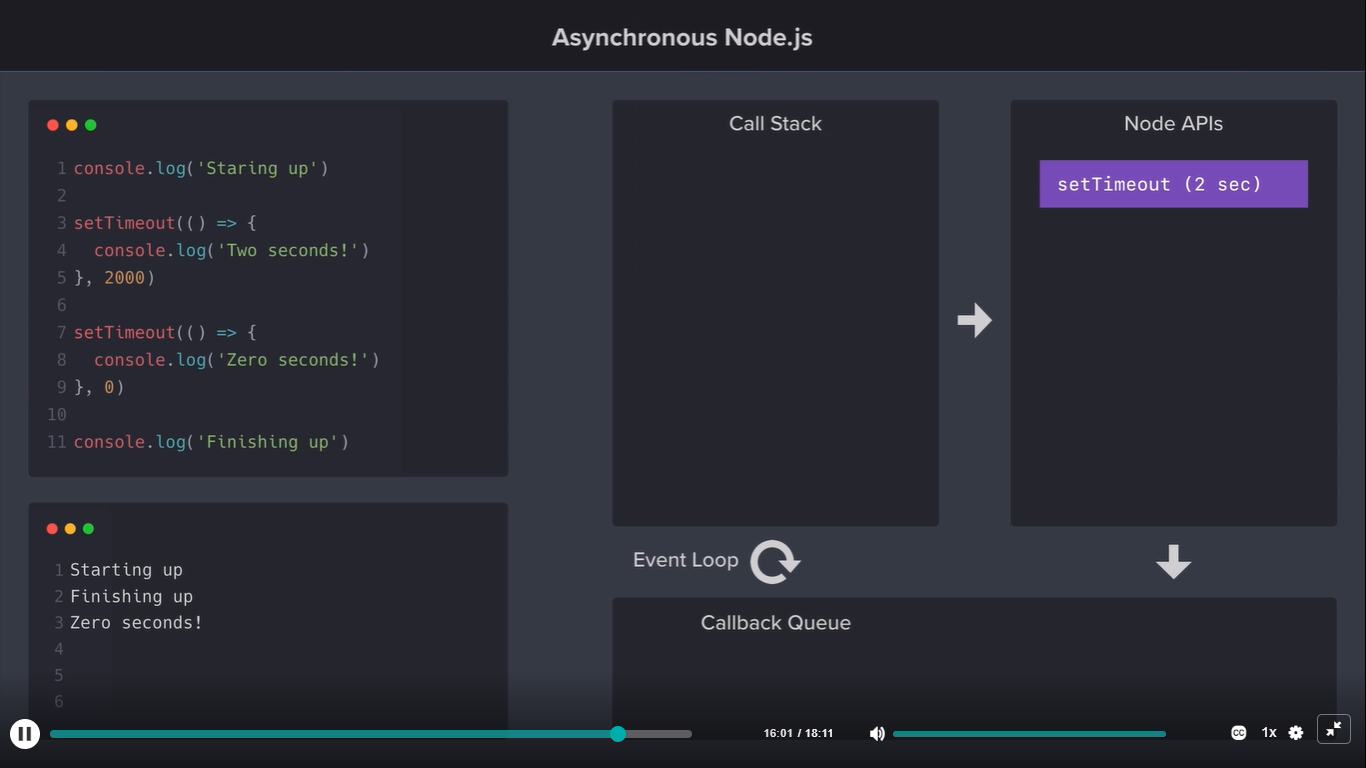 Asynchronous Node.js
1 console.log('Staring up')
2
3 setTimeout(() => {
4   console.log('Two seconds!')
5 }, 2000)
6
7 setTimeout(() => {
8   console.log('Zero seconds!')
9 }, 0)
10
11 console.log('Finishing up')
1 Starting up
2 Finishing up
3 Zero seconds!
4
5
6
Call Stack
Node APIs
setTimeout (2 sec)
Event Loop
Callback Queue
16:01 / 18:11
CC
1x